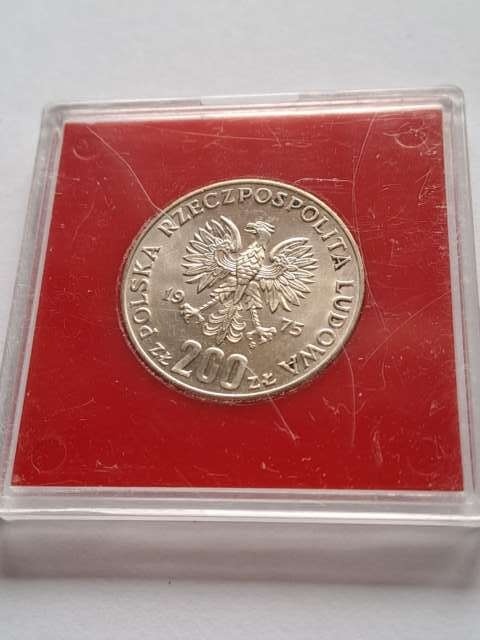 POLSKA RZECZPOSPOLITA LUDOWA
19 75
ZŁ 200 ZŁ